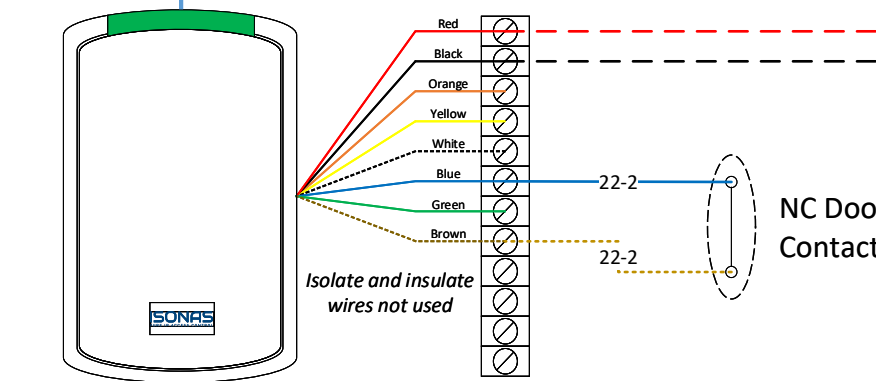 Red
Black
Orange
Yellow
White
Blue
22-2
Green
Brown
22-2
NC Doo
Contact
Isolate and insulate
wires not used
ISONAS